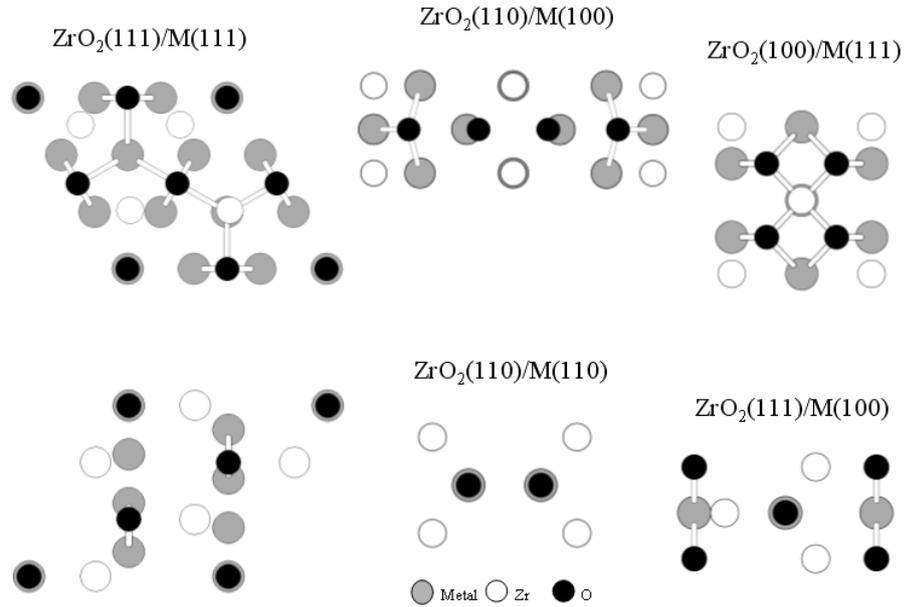 ZrO₂(111)/M(111)
ZrO₂(110)/M(100)
ZrO₂(100)/M(111)
ZrO₂(110)/M(110)
ZrO₂(111)/M(100)
Metal Zr O